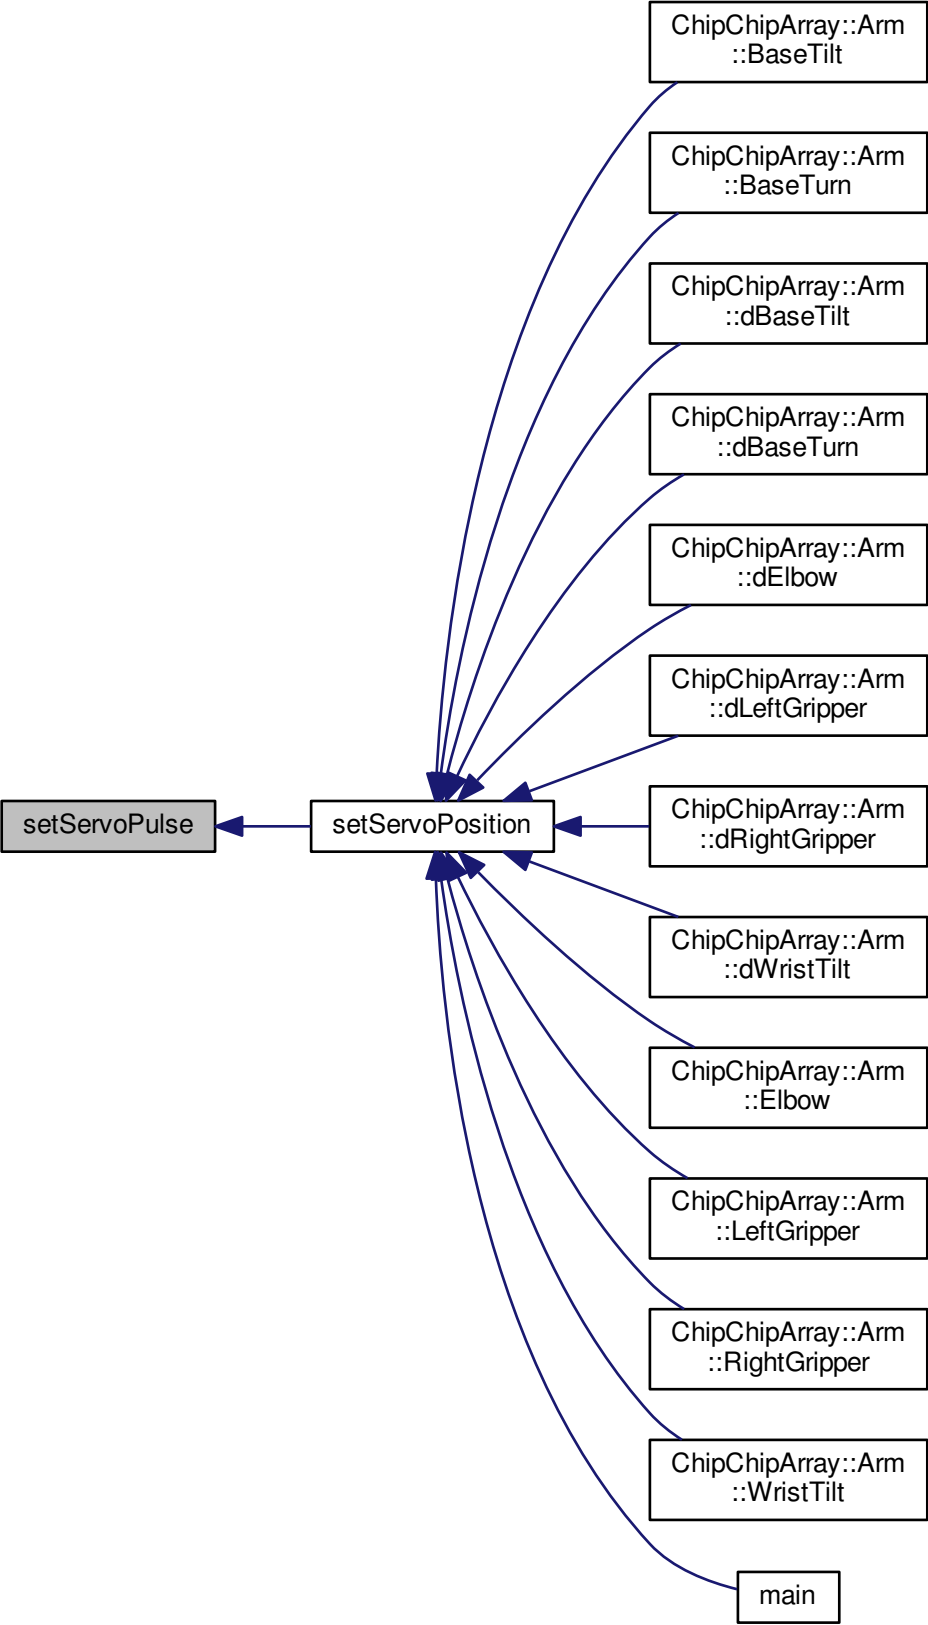 ChipChipArray::Arm
::BaseTilt
ChipChipArray::Arm
::BaseTurn
ChipChipArray::Arm
::dBaseTilt
ChipChipArray::Arm
::dBaseTurn
ChipChipArray::Arm
::dElbow
ChipChipArray::Arm
::dLeftGripper
setServoPulse
setServoPosition
ChipChipArray::Arm
::dRightGripper
ChipChipArray::Arm
::dWristTilt
ChipChipArray::Arm
::Elbow
ChipChipArray::Arm
::LeftGripper
ChipChipArray::Arm
::RightGripper
ChipChipArray::Arm
::WristTilt
main